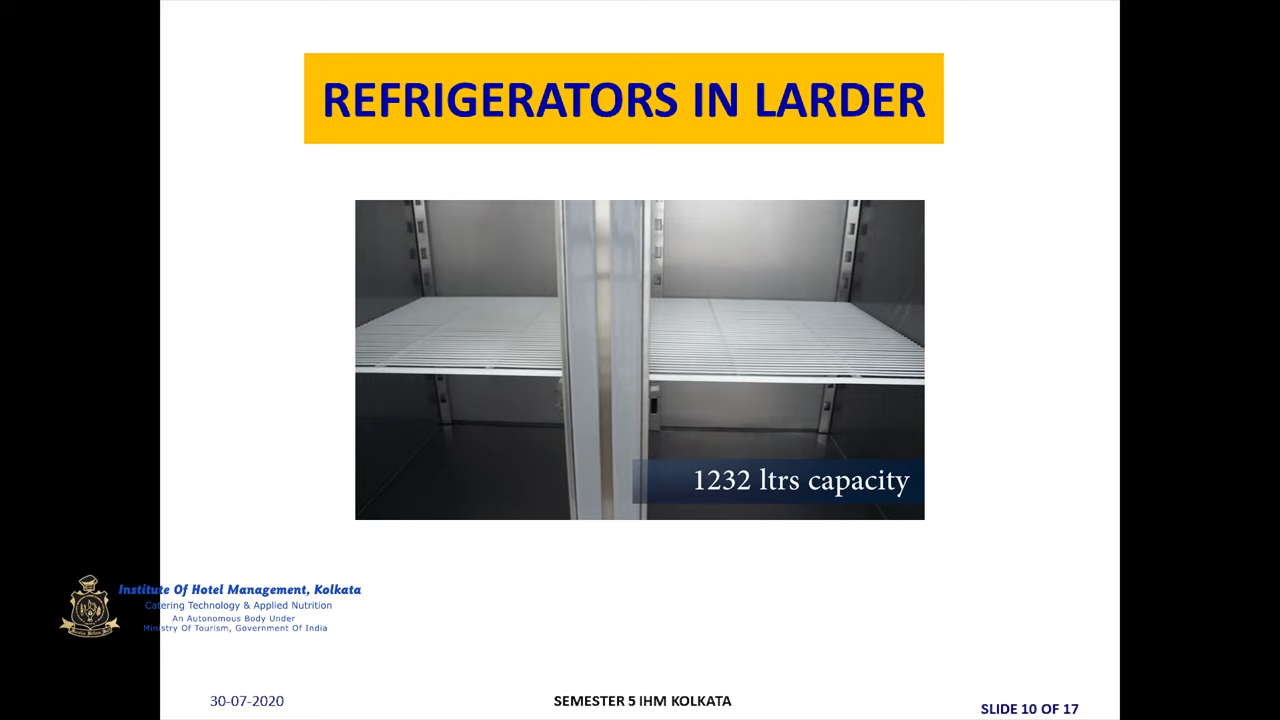 REFRIGERATORS IN LARDER
1232 ltrs capacity
Institute Of Hotel Management, Kolkata
Catering Technology & Applied Nutrition
An Autonomous Body Under
Ministry Of Tourism, Government Of India
30-07-2020
SEMESTER 5 IHM KOLKATA
SLIDE 10 OF 17